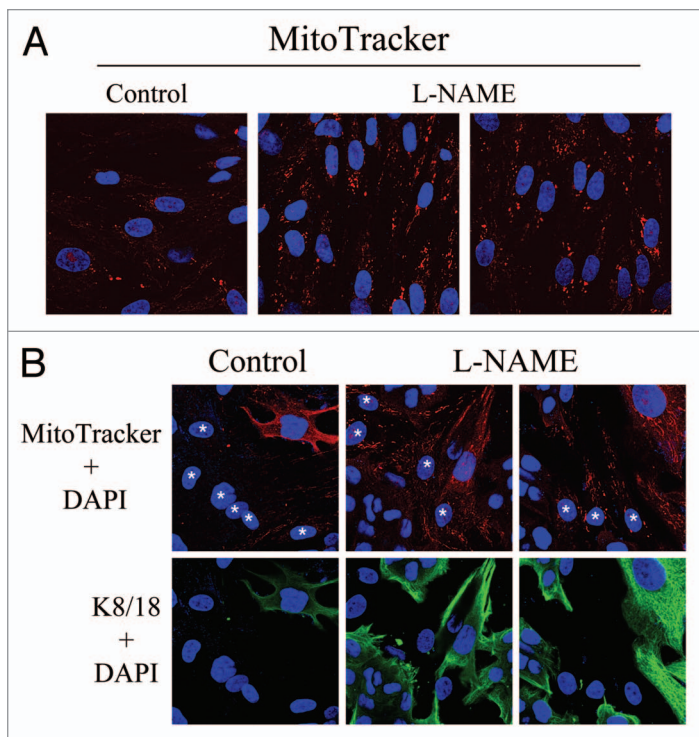 A
MitoTracker
Control L-NAME
B
Control L-NAME
MitoTracker
+
DAPI
* * * * * * * * * * * * *
K8/18
+
DAPI